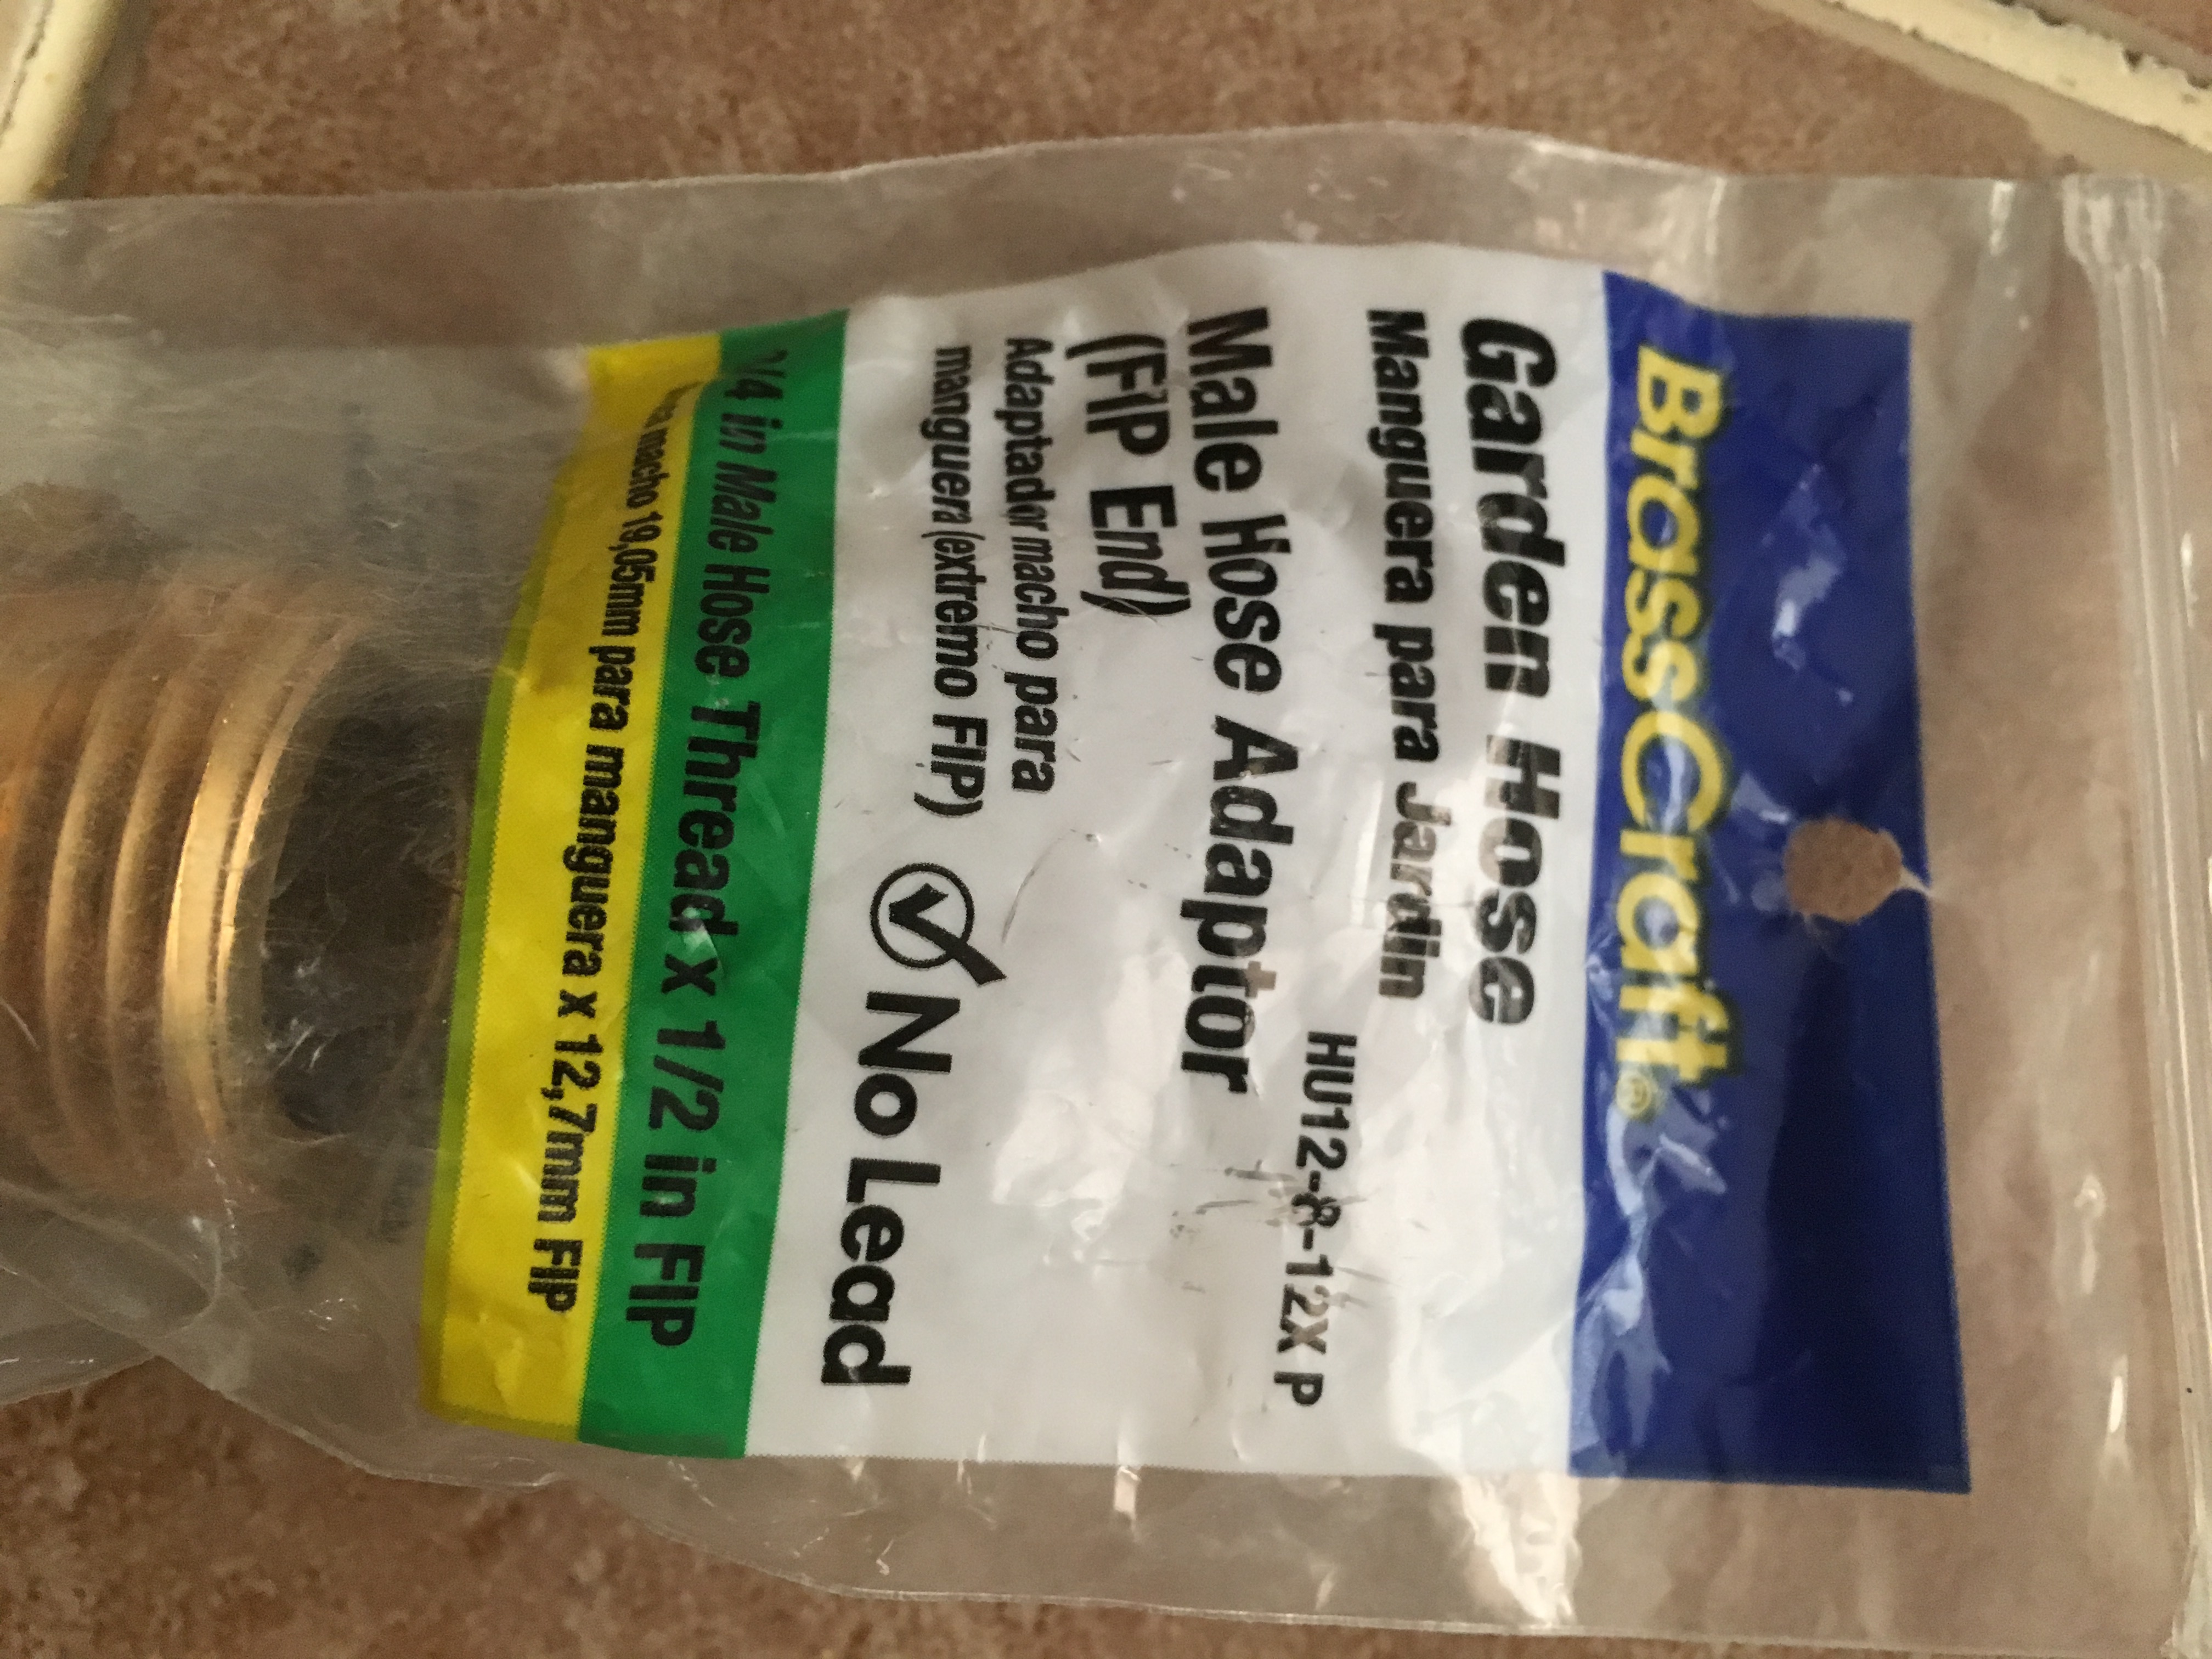 BrassCraft®
Garden Hose
Manguera para Jardin
HU12-8-12X P
Male Hose Adaptor
(FIP End)
Adaptador macho para
manguera (extremo FIP)
No Lead
3/4 in Male Hose Thread x 1/2 in FIP
macho 19,05mm para manguera x 12,7mm FIP